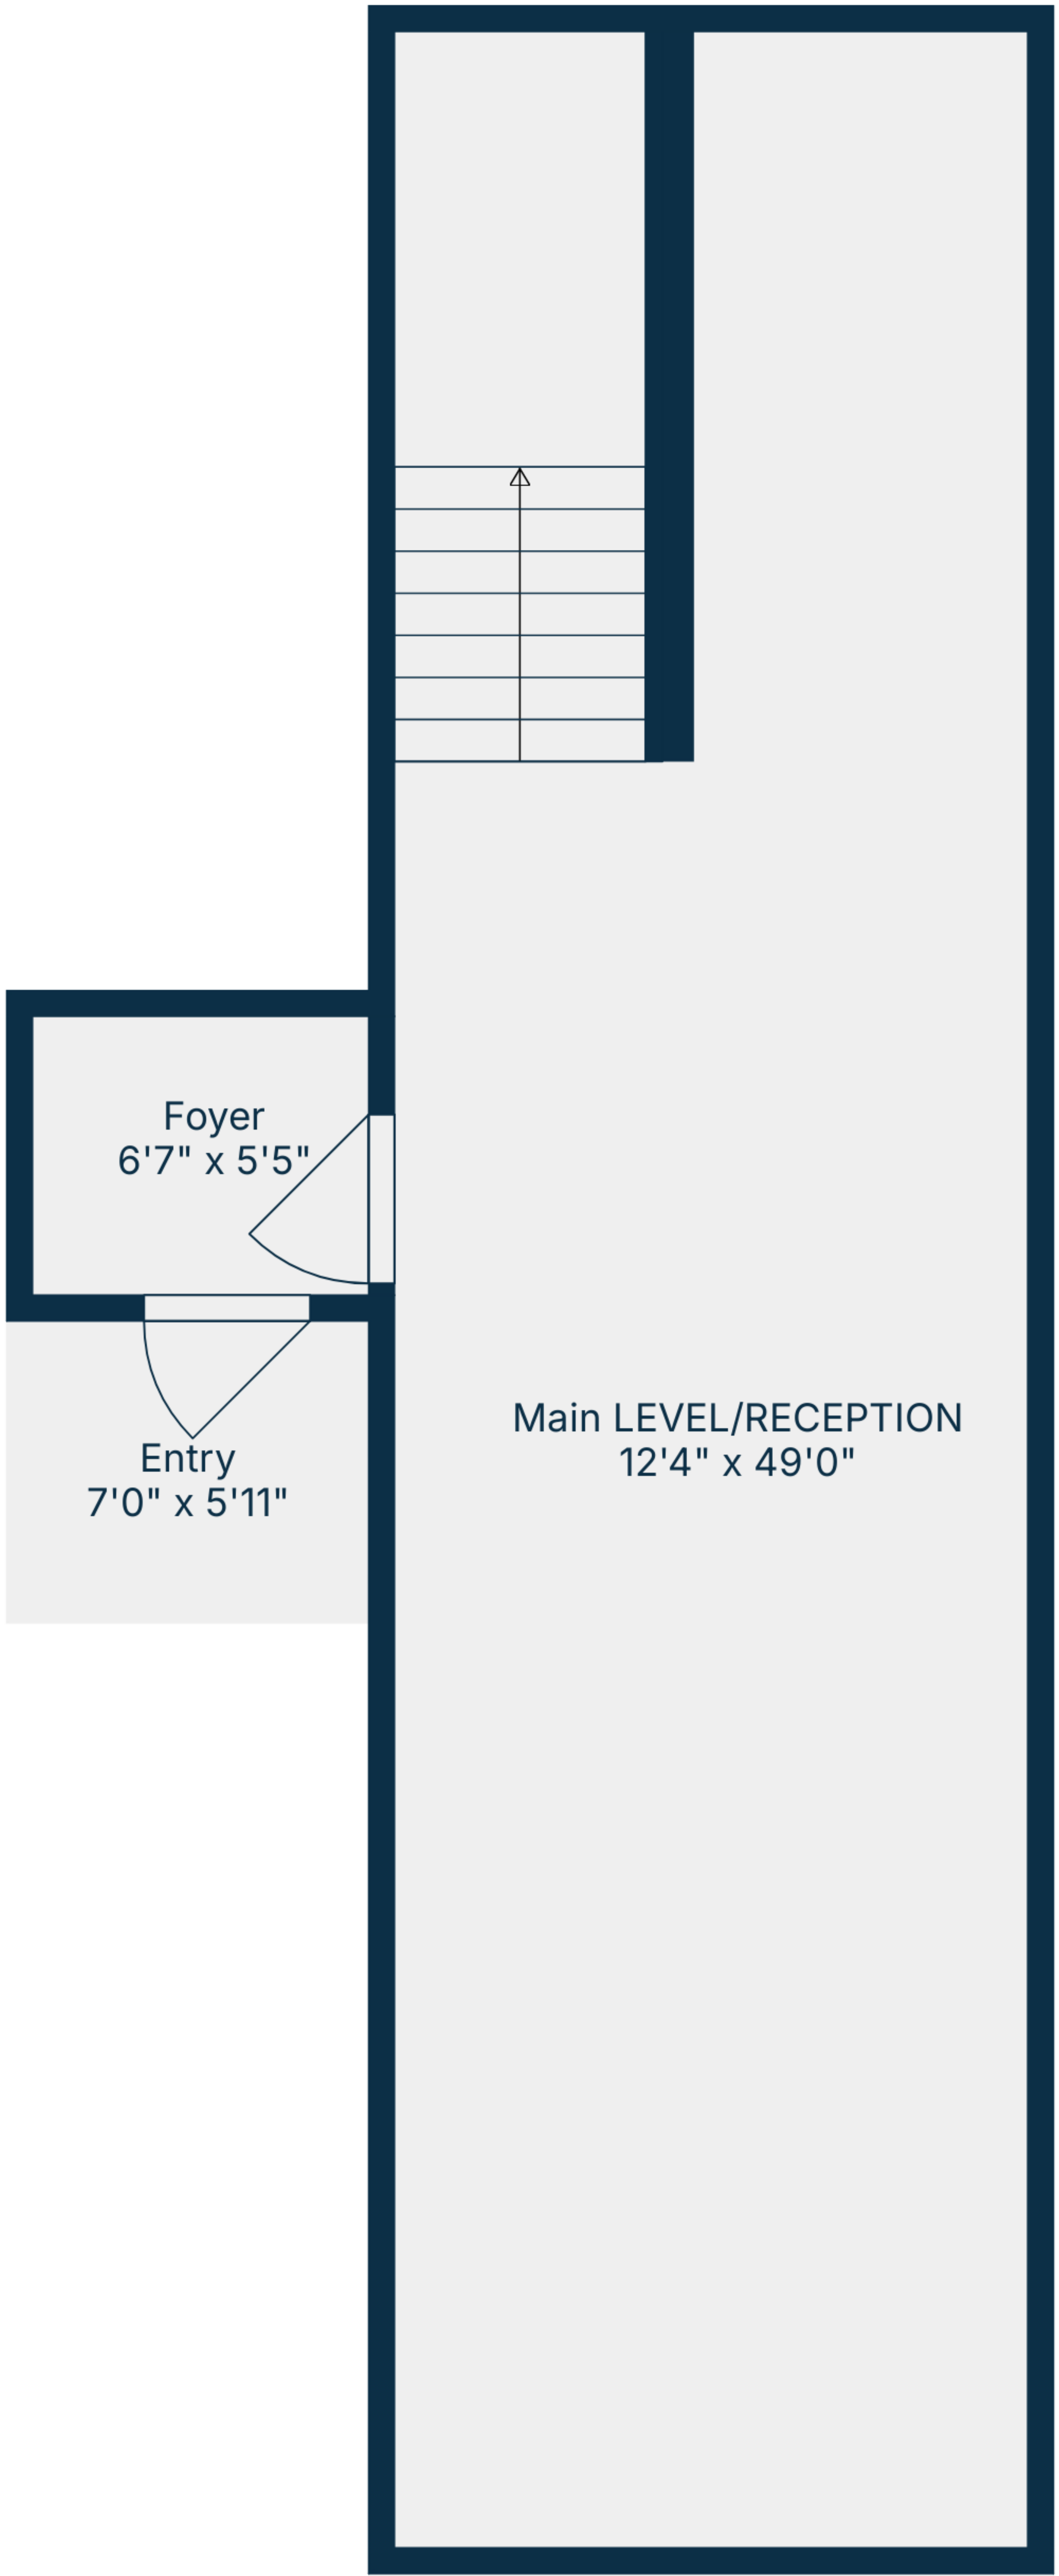 Foyer
6'7" x 5'5"
Main LEVEL/RECEPTION
12'4" x 49'0"
Entry
7'0" x 5'11"